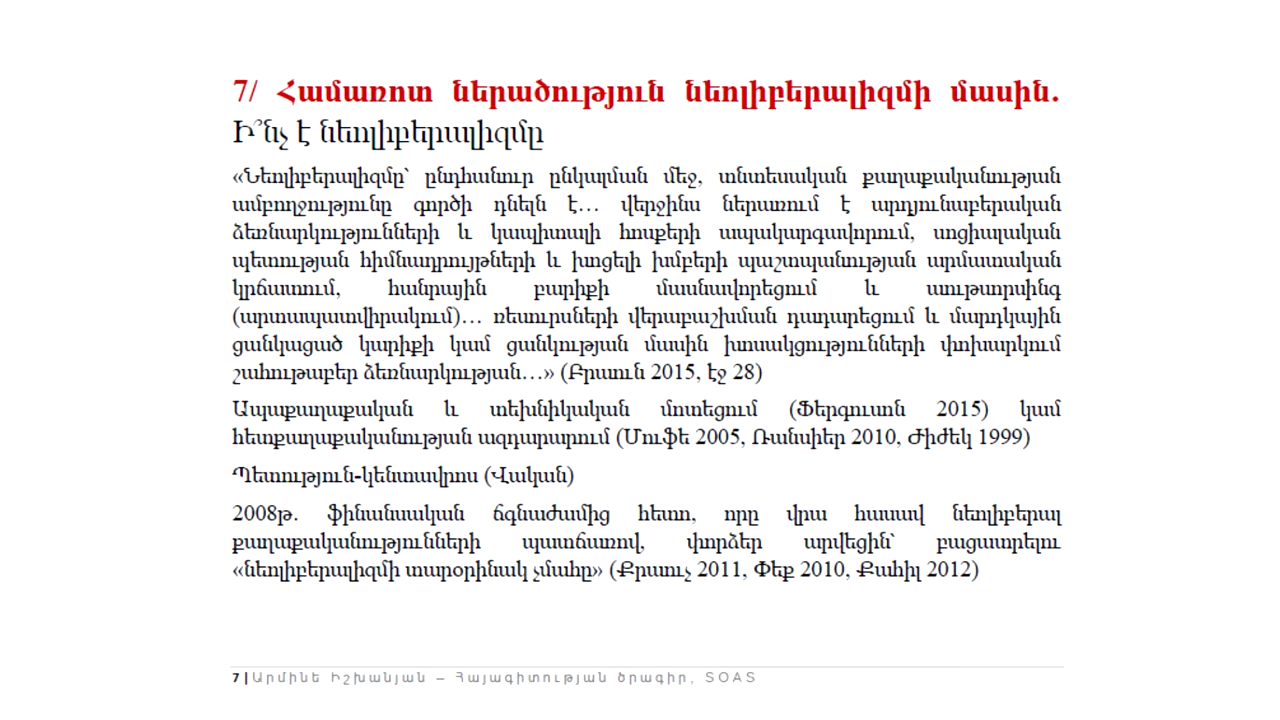 7/ Համառոտ ներածություն նեոլիբերալիզմի մասին.
Ի՞նչ է նեոլիբերալիզմը
«Նեոլիբերալիզմը՝ ընդհանուր ընկալման մեջ, տնտեսական քաղաքականության
ամբողջությունը գործի դնելն է… վերջինս ներառում է արդյունաբերական
ձեռնարկությունների և կապիտալի հոսքերի ապակարգավորում, սոցիալական
պետության հիմնադրույթների և խոցելի խմբերի պաշտպանության արմատական
կրճատում, հանրային բարիքի մասնավորեցում և աութսորսինգ
(արտապատվիրակում)… ռեսուրսների վերաբաշխման դադարեցում և մարդկային
ցանկացած կարիքի կամ ցանկության մասին խոսակցությունների փոխարկում
շահութաբեր ձեռնարկության…» (Բրաուն 2015, էջ 28)
Ապաքաղաքական և տեխնիկական մոտեցում (Ֆերգուսոն 2015) կամ
հետքաղաքականության ազդարարում (Մուֆե 2005, Ռանսիեր 2010, Ժիժեկ 1999)
Պետություն-կենտավրոս (Վական)
2008թ. ֆինանսական ճգնաժամից հետո, որը վրա հասավ նեոլիբերալ
քաղաքականությունների պատճառով, փորձեր արվեցին՝ բացատրելու
«նեոլիբերալիզմի տարօրինակ չմահը» (Քրաուչ 2011, Փեք 2010, Քահիլ 2012)
7 | Արմինե Իշխանյան – Հայագիտության ծրագիր, SOAS